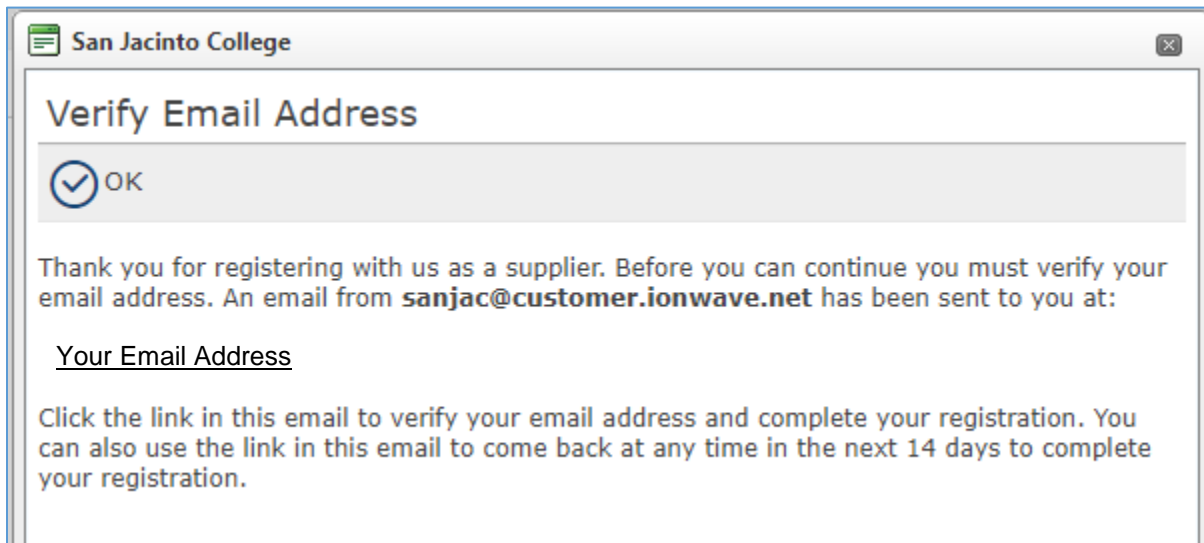 San Jacinto College
Verify Email Address
OK
Thank you for registering with us as a supplier. Before you can continue you must verify your
email address. An email from sanjac@customer.ionwave.net has been sent to you at:
Your Email Address
Click the link in this email to verify your email address and complete your registration. You
can also use the link in this email to come back at any time in the next 14 days to complete
your registration.